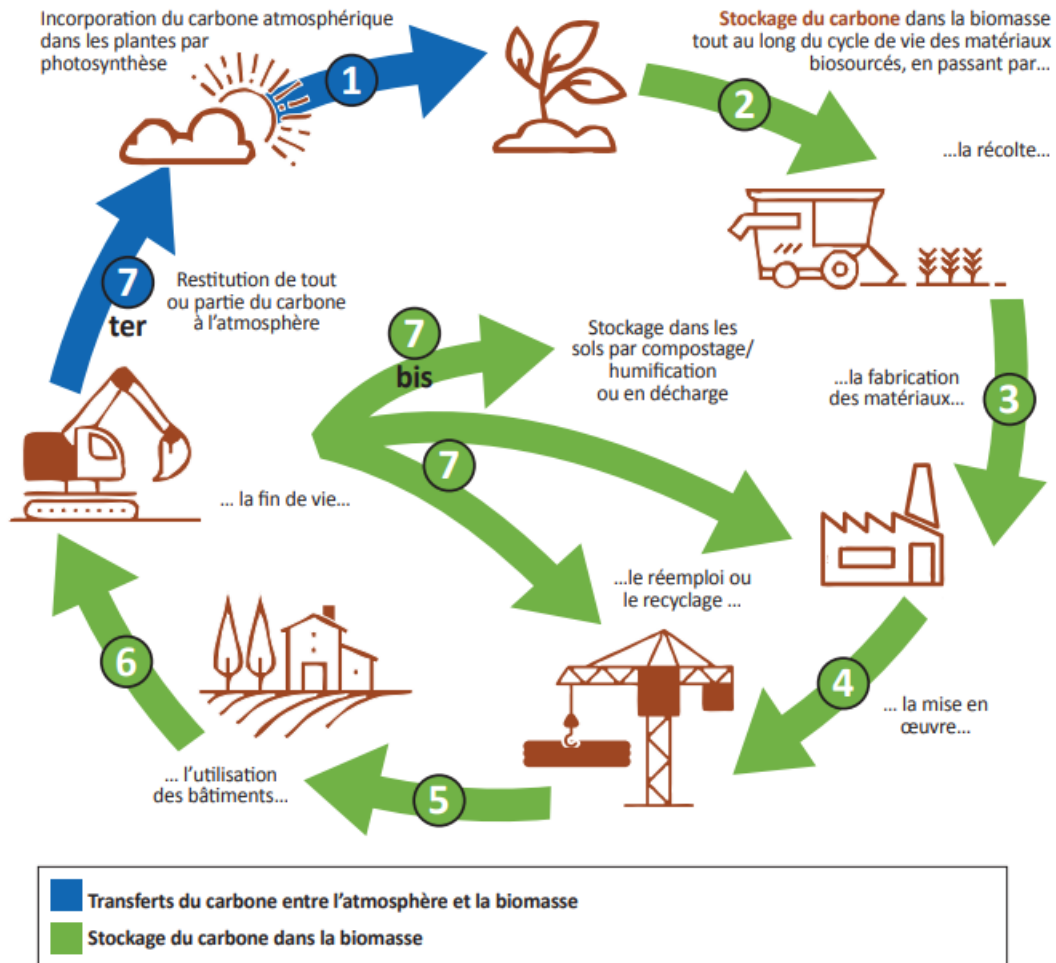 Incorporation du carbone atmosphérique
dans les plantes par
photosynthèse
1
Stockage du carbone dans la biomasse
tout au long du cycle de vie des matériaux
biosourcés, en passant par...
2
...la récolte...
7
ter
Restitution de tout
ou partie du carbone
à l'atmosphère
7
bis
Stockage dans les
sols par compostage/
humification
ou en décharge
...la fabrication
des matériaux...
3
7
... la fin de vie...
...le réemploi ou
le recyclage ...
6
4
... la mise en
œuvre...
... l'utilisation
des bâtiments...
5
Transferts du carbone entre l'atmosphère et la biomasse
Stockage du carbone dans la biomasse